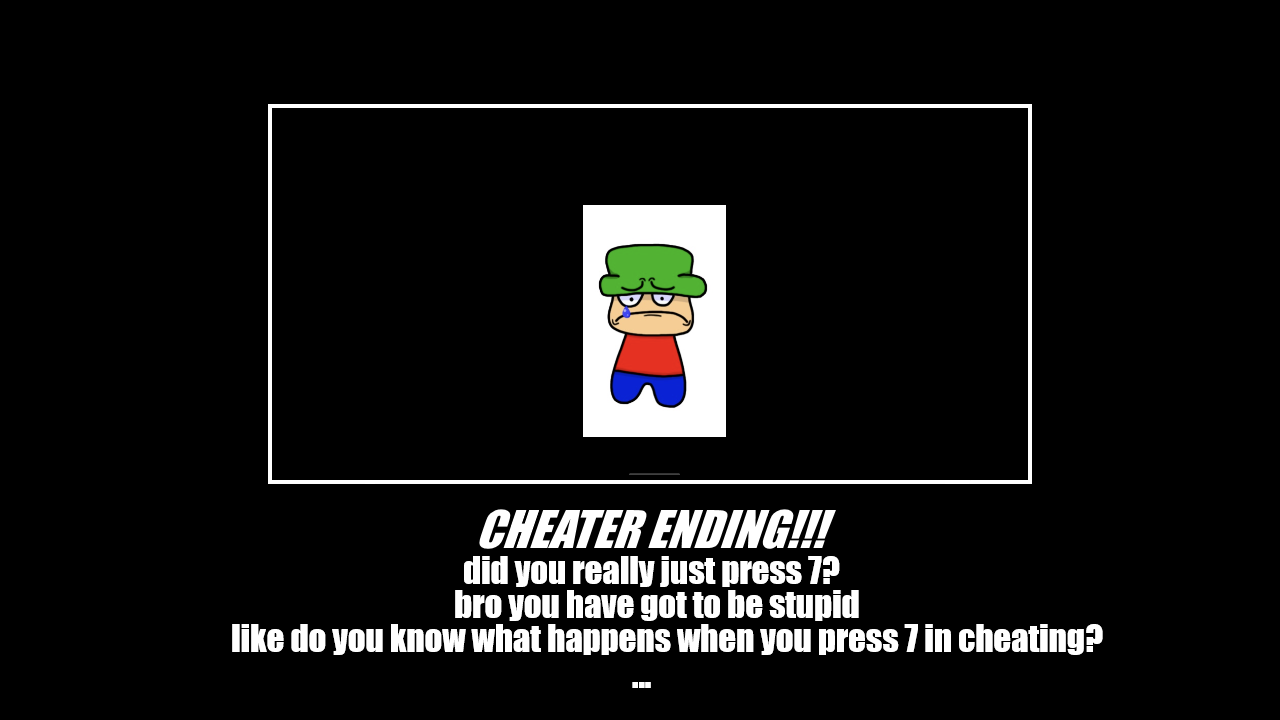 CHEATER ENDING!!!
did you really just press 7?
bro you have got to be stupid
like do you know what happens when you press 7 in cheating?
...